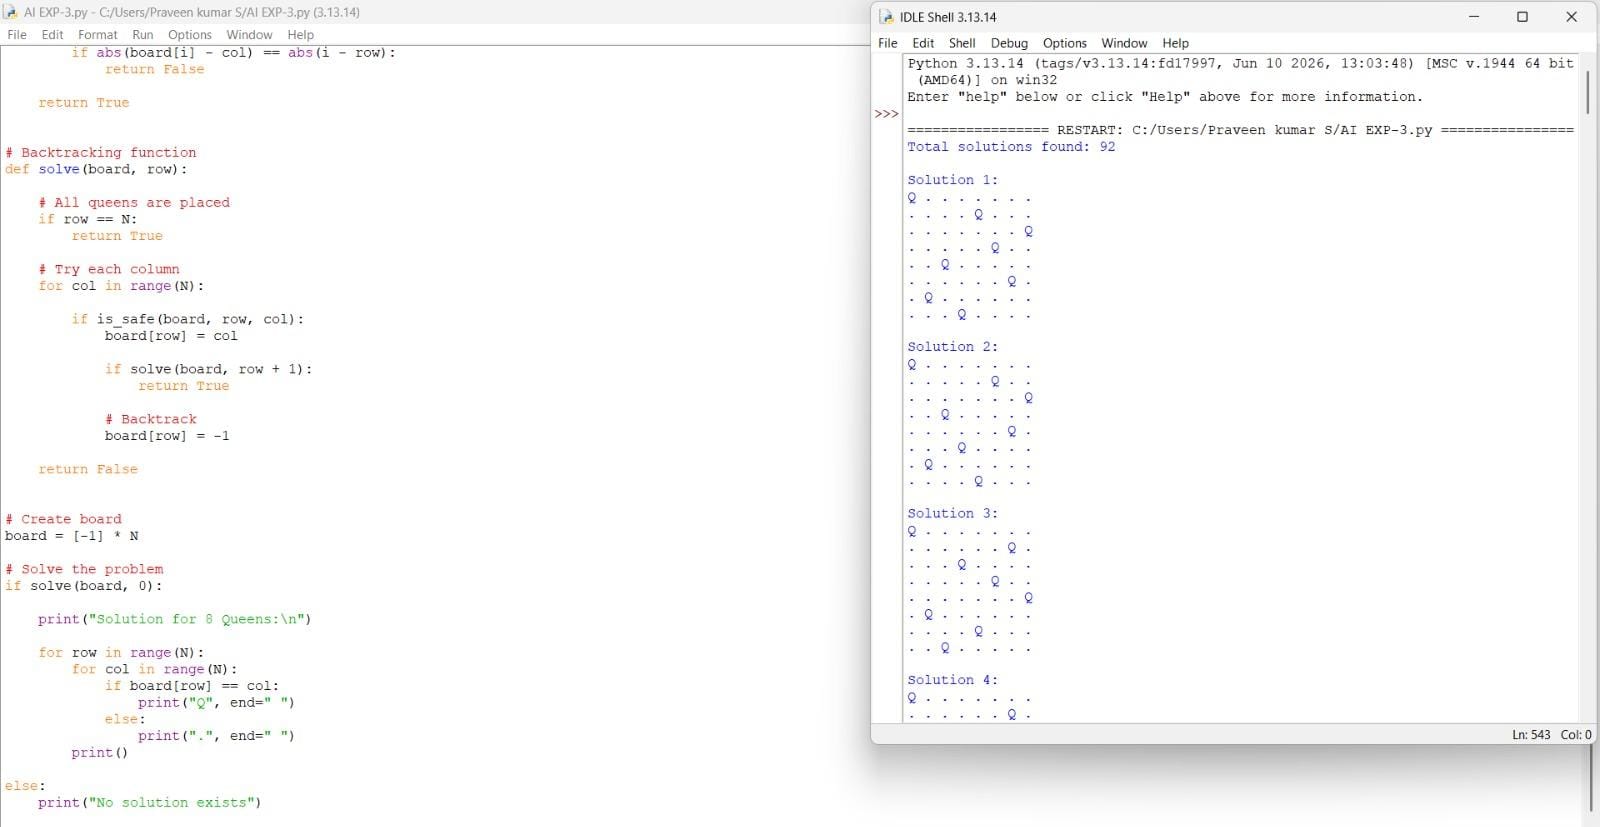 AI EXP-3.py - C:/Users/Praveen kumar S/AI EXP-3.py (3.13.14)
File Edit Format Run Options Window Help
        if abs(board[i] - col) == abs(i - row):
            return False

    return True


# Backtracking function
def solve(board, row):

    # All queens are placed
    if row == N:
        return True

    # Try each column
    for col in range(N):

        if is_safe(board, row, col):
            board[row] = col

            if solve(board, row + 1):
                return True

            # Backtrack
            board[row] = -1

    return False


# Create board
board = [-1] * N

# Solve the problem
if solve(board, 0):

    print("Solution for 8 Queens:\n")

    for row in range(N):
        for col in range(N):
            if board[row] == col:
                print("Q", end=" ")
            else:
                print(".", end=" ")
        print()

else:
    print("No solution exists")
IDLE Shell 3.13.14
File Edit Shell Debug Options Window Help
Python 3.13.14 (tags/v3.13.14:fd17997, Jun 10 2026, 13:03:48) [MSC v.1944 64 bit
 (AMD64)] on win32
Enter "help" below or click "Help" above for more information.
>>>
================= RESTART: C:/Users/Praveen kumar S/AI EXP-3.py ================
Total solutions found: 92

Solution 1:
Q . . . . . . .
. . . . Q . . .
. . . . . . . Q
. . . . . Q . .
. . Q . . . . .
. . . . . . Q .
. Q . . . . . .
. . . Q . . . .

Solution 2:
Q . . . . . . .
. . . . . Q . .
. . . . . . . Q
. . Q . . . . .
. . . . . . Q .
. . . Q . . . .
. Q . . . . . .
. . . . Q . . .

Solution 3:
Q . . . . . . .
. . . . . . Q .
. . . Q . . . .
. . . . . Q . .
. . . . . . . Q
. Q . . . . . .
. . . . Q . . .
. . Q . . . . .

Solution 4:
Q . . . . . . .
. . . . . . Q .
Ln: 543 Col: 0